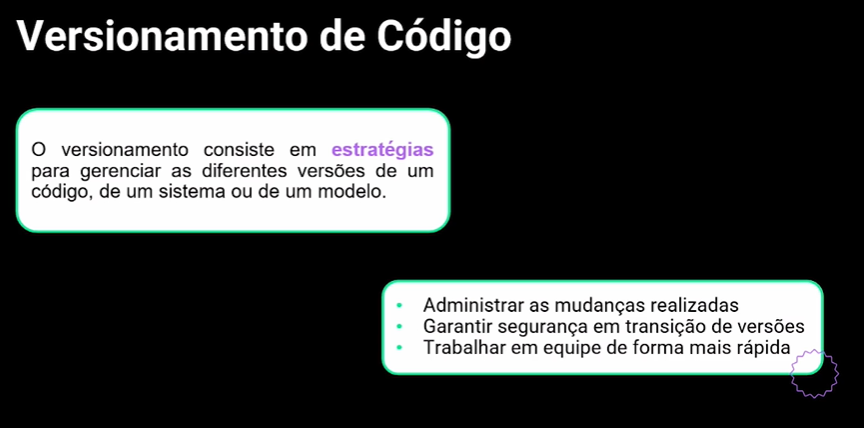 Versionamento de Código
O versionamento consiste em estratégias
para gerenciar as diferentes versões de um
código, de um sistema ou de um modelo.
• Administrar as mudanças realizadas
• Garantir segurança em transição de versões
• Trabalhar em equipe de forma mais rápida